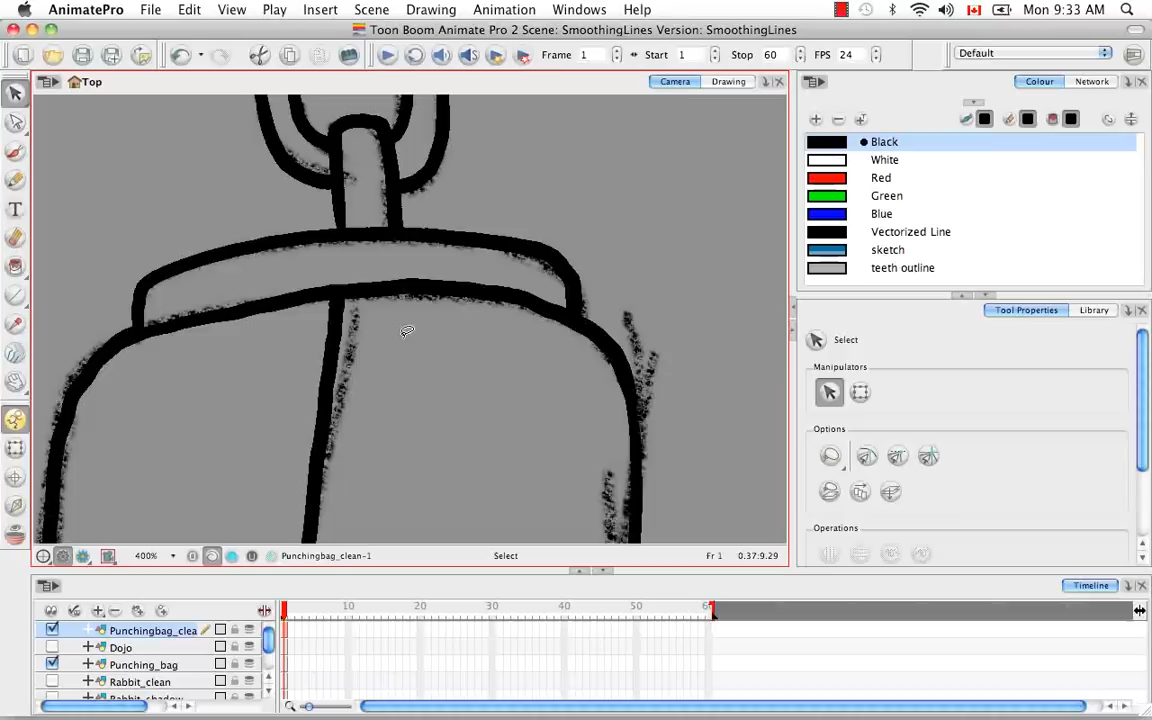 AnimatePro File Edit View Play Insert Scene Drawing Animation Windows Help Mon 9:33 AM
Toon Boom Animate Pro 2 Scene: SmoothingLines Version: SmoothingLines
Frame 1 Start 1 Stop 60 FPS 24 Default
Top Camera Drawing Colour Network
Black
White
Red
Green
Blue
Vectorized Line
sketch
teeth outline
Tool Properties Library
Select
Manipulators
Options
Operations
400% Punchingbag_clean-1 Select Fr 1 0.37:9.29
Timeline
10 20 30 40 50
Punchingbag_clea
Dojo
Punching_bag
Rabbit_clean
Rabbit_shadow